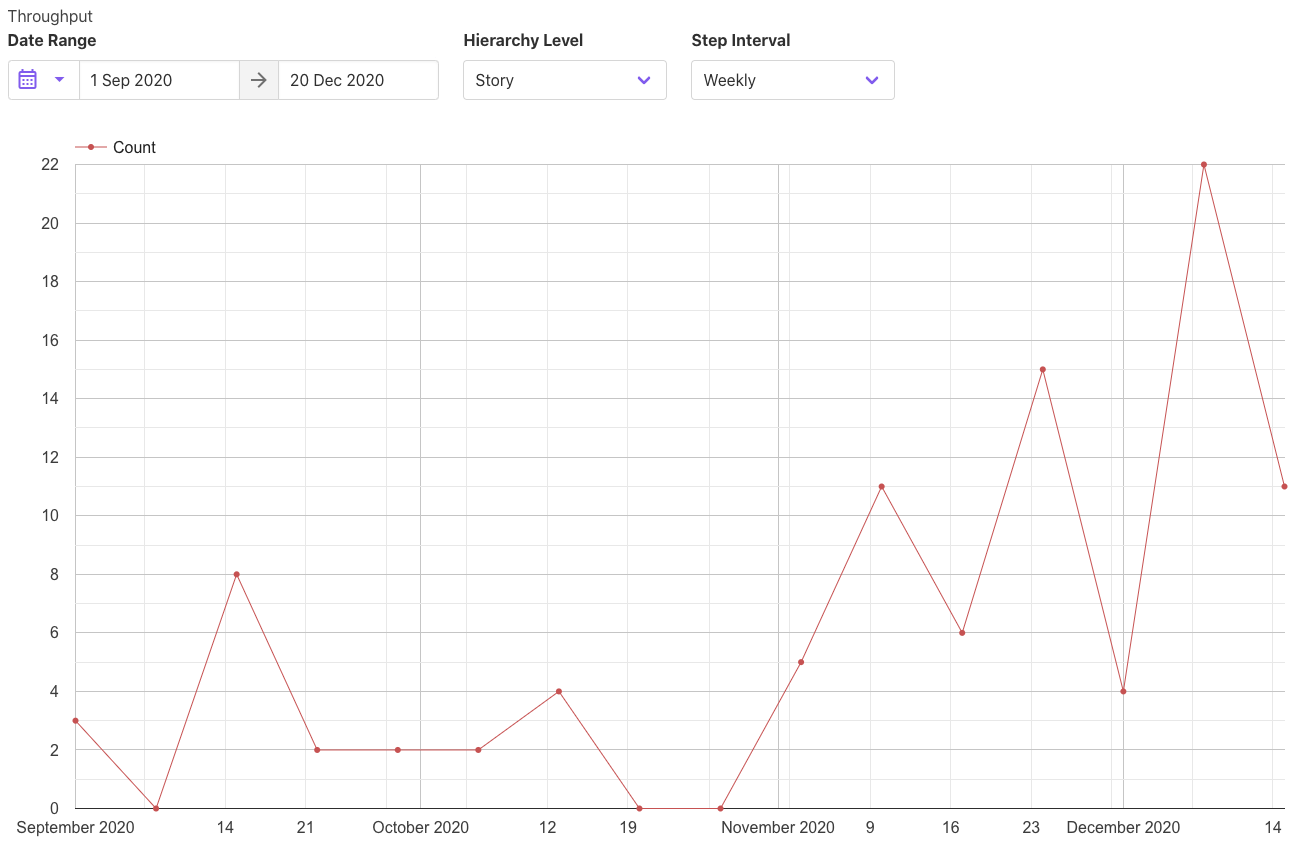 Throughput
Date Range Hierarchy Level Step Interval
1 Sep 2020 20 Dec 2020 Story Weekly
Count
22
20
18
16
14
12
10
8
6
4
2
0
September 2020 14 21 October 2020 12 19 November 2020 9 16 23 December 2020 14